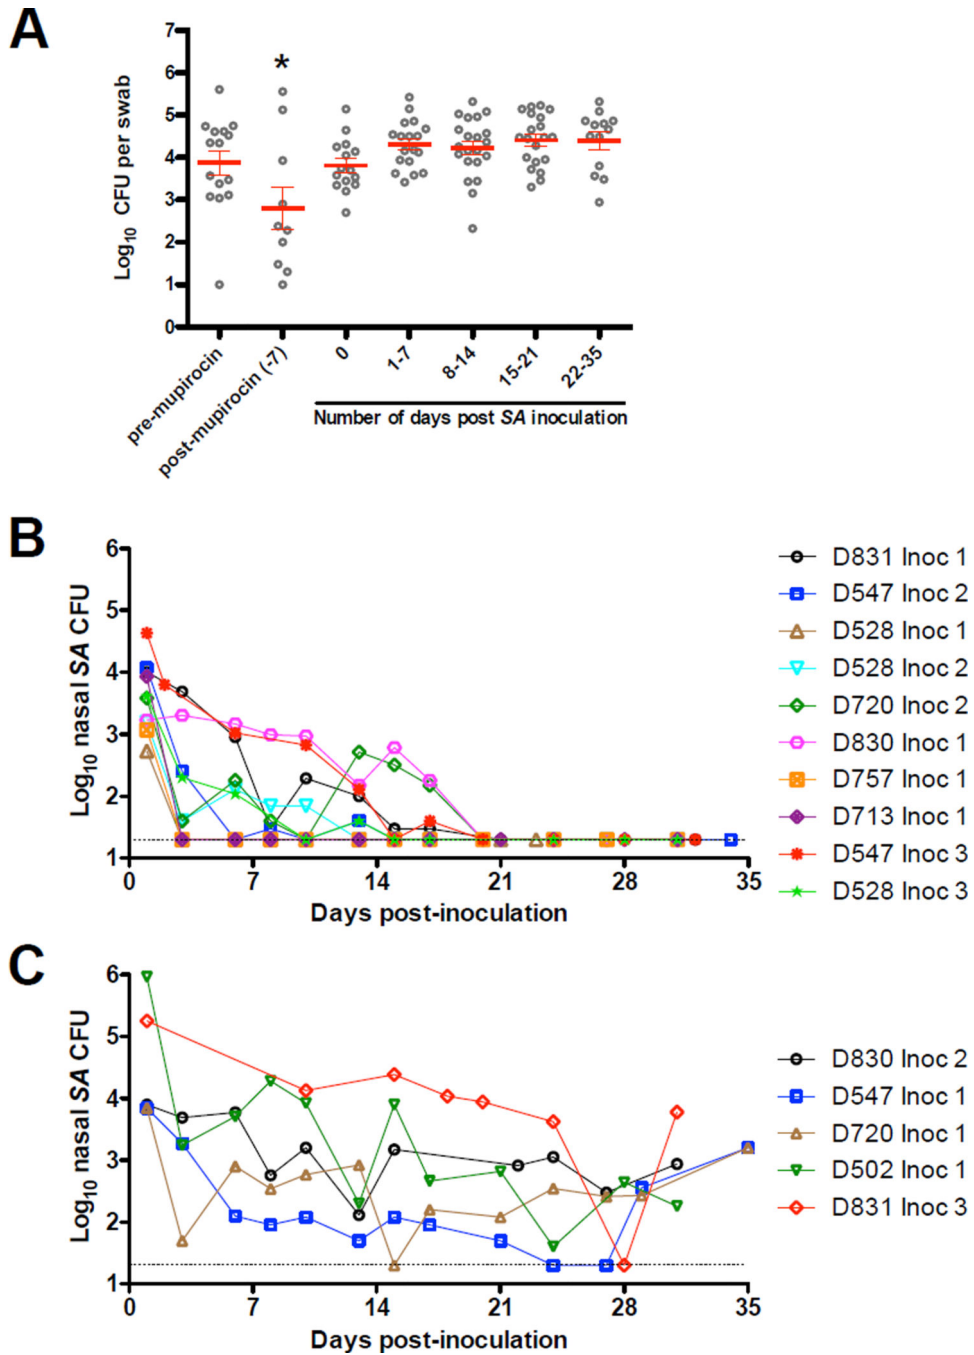 A
Log10 CFU per swab
7
6
5
4
3
2
1
0
pre-mupirocin
post-mupirocin (-7)
0
1-7
8-14
15-21
22-35
Number of days post SA inoculation
B
Log10 nasal SA CFU
6
5
4
3
2
1
0
7
14
21
28
35
Days post-inoculation
D831 Inoc 1
D547 Inoc 2
D528 Inoc 1
D528 Inoc 2
D720 Inoc 2
D830 Inoc 1
D757 Inoc 1
D713 Inoc 1
D547 Inoc 3
D528 Inoc 3
C
Log10 nasal SA CFU
6
5
4
3
2
1
0
7
14
21
28
35
Days post-inoculation
D830 Inoc 2
D547 Inoc 1
D720 Inoc 1
D502 Inoc 1
D831 Inoc 3